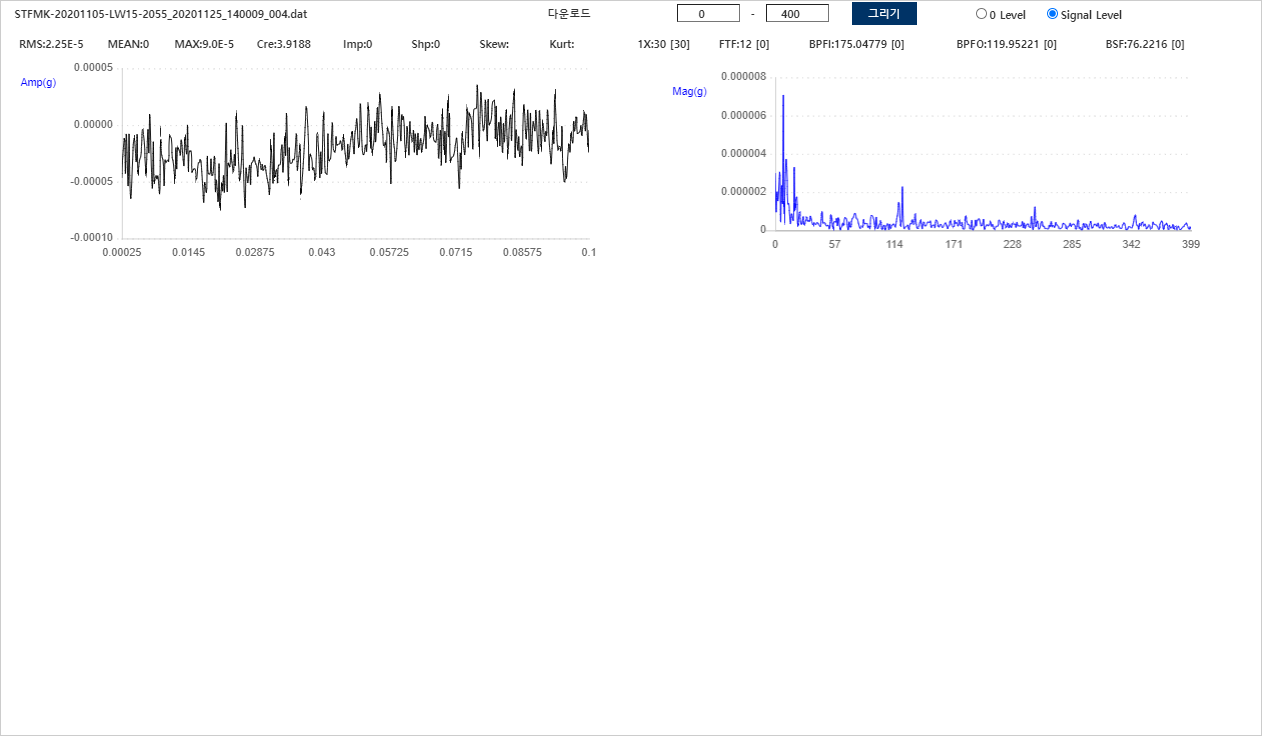 STFMK-20201105-LW15-2055_20201125_140009_004.dat 다운로드 0 - 400 그리기 0 Level Signal Level
RMS:2.25E-5 MEAN:0 MAX:9.0E-5 Cre:3.9188 Imp:0 Shp:0 Skew: Kurt: 1X:30 [30] FTF:12 [0] BPFI:175.04779 [0] BPFO:119.95221 [0] BSF:76.2216 [0]
Amp(g)
0.00005
0.00000
-0.00005
-0.00010
0.00025 0.0145 0.02875 0.043 0.05725 0.0715 0.08575 0.1
Mag(g)
0.000008
0.000006
0.000004
0.000002
0
0 57 114 171 228 285 342 399